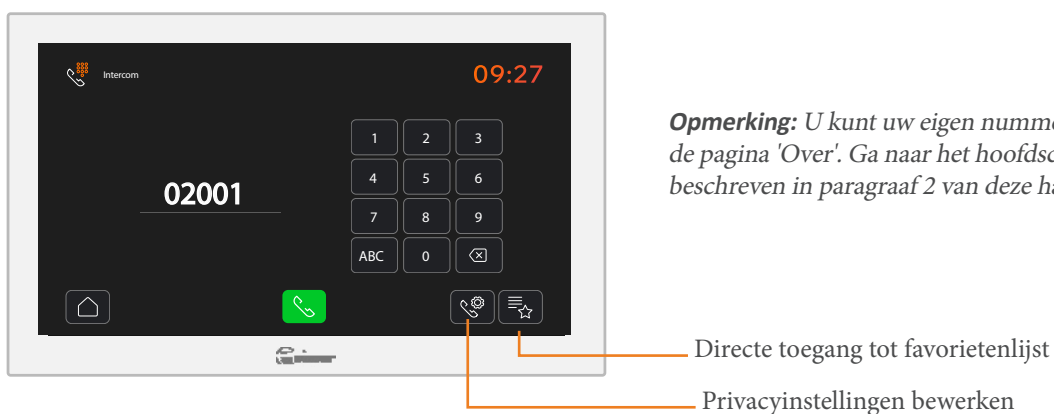 Intercom
09:27
02001
1 2 3
4 5 6
7 8 9
ABC 0
Opmerking: U kunt uw eigen numme
de pagina 'Over'. Ga naar het hoofdsc
beschreven in paragraaf 2 van deze ha
Directe toegang tot favorietenlijst
Privacyinstellingen bewerken